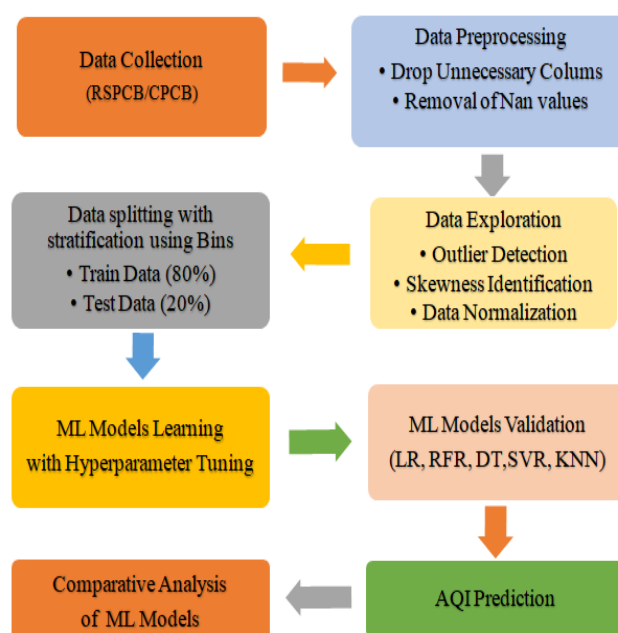 Data Collection
(RSPCB/CPCB)
Data Preprocessing
• Drop Unnecessary Colums
• Removal of Nan values
Data Exploration
• Outlier Detection
• Skewness Identification
• Data Normalization
Data splitting with
stratification using Bins
• Train Data (80%)
• Test Data (20%)
ML Models Learning
with Hyperparameter Tuning
ML Models Validation
(LR, RFR, DT,SVR, KNN)
AQI Prediction
Comparative Analysis
of ML Models